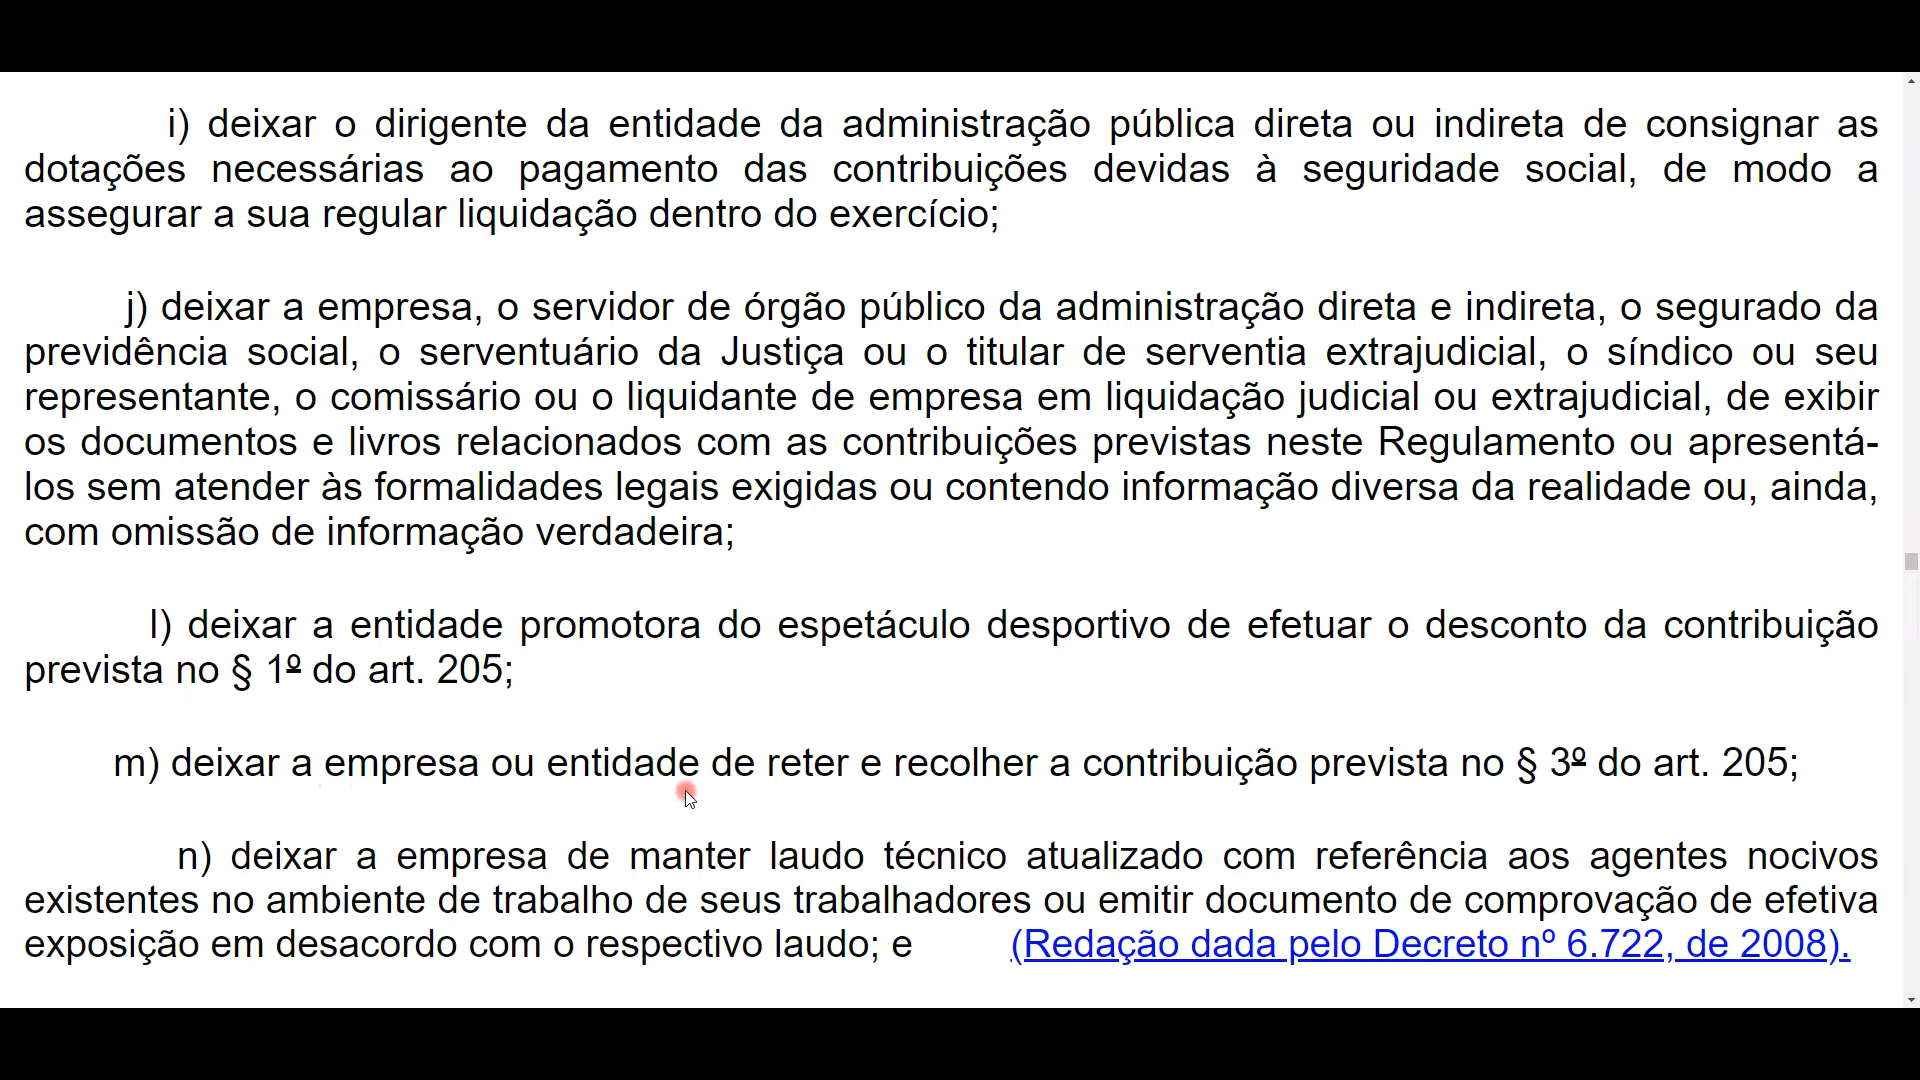 i) deixar o dirigente da entidade da administração pública direta ou indireta de consignar as
dotações necessárias ao pagamento das contribuições devidas à seguridade social, de modo a
assegurar a sua regular liquidação dentro do exercício;
j) deixar a empresa, o servidor de órgão público da administração direta e indireta, o segurado da
previdência social, o serventuário da Justiça ou o titular de serventia extrajudicial, o síndico ou seu
representante, o comissário ou o liquidante de empresa em liquidação judicial ou extrajudicial, de exibir
os documentos e livros relacionados com as contribuições previstas neste Regulamento ou apresentá-
los sem atender às formalidades legais exigidas ou contendo informação diversa da realidade ou, ainda,
com omissão de informação verdadeira;
l) deixar a entidade promotora do espetáculo desportivo de efetuar o desconto da contribuição
prevista no § 1º do art. 205;
m) deixar a empresa ou entidade de reter e recolher a contribuição prevista no § 3º do art. 205;
n) deixar a empresa de manter laudo técnico atualizado com referência aos agentes nocivos
existentes no ambiente de trabalho de seus trabalhadores ou emitir documento de comprovação de efetiva
exposição em desacordo com o respectivo laudo; e (Redação dada pelo Decreto nº 6.722, de 2008).